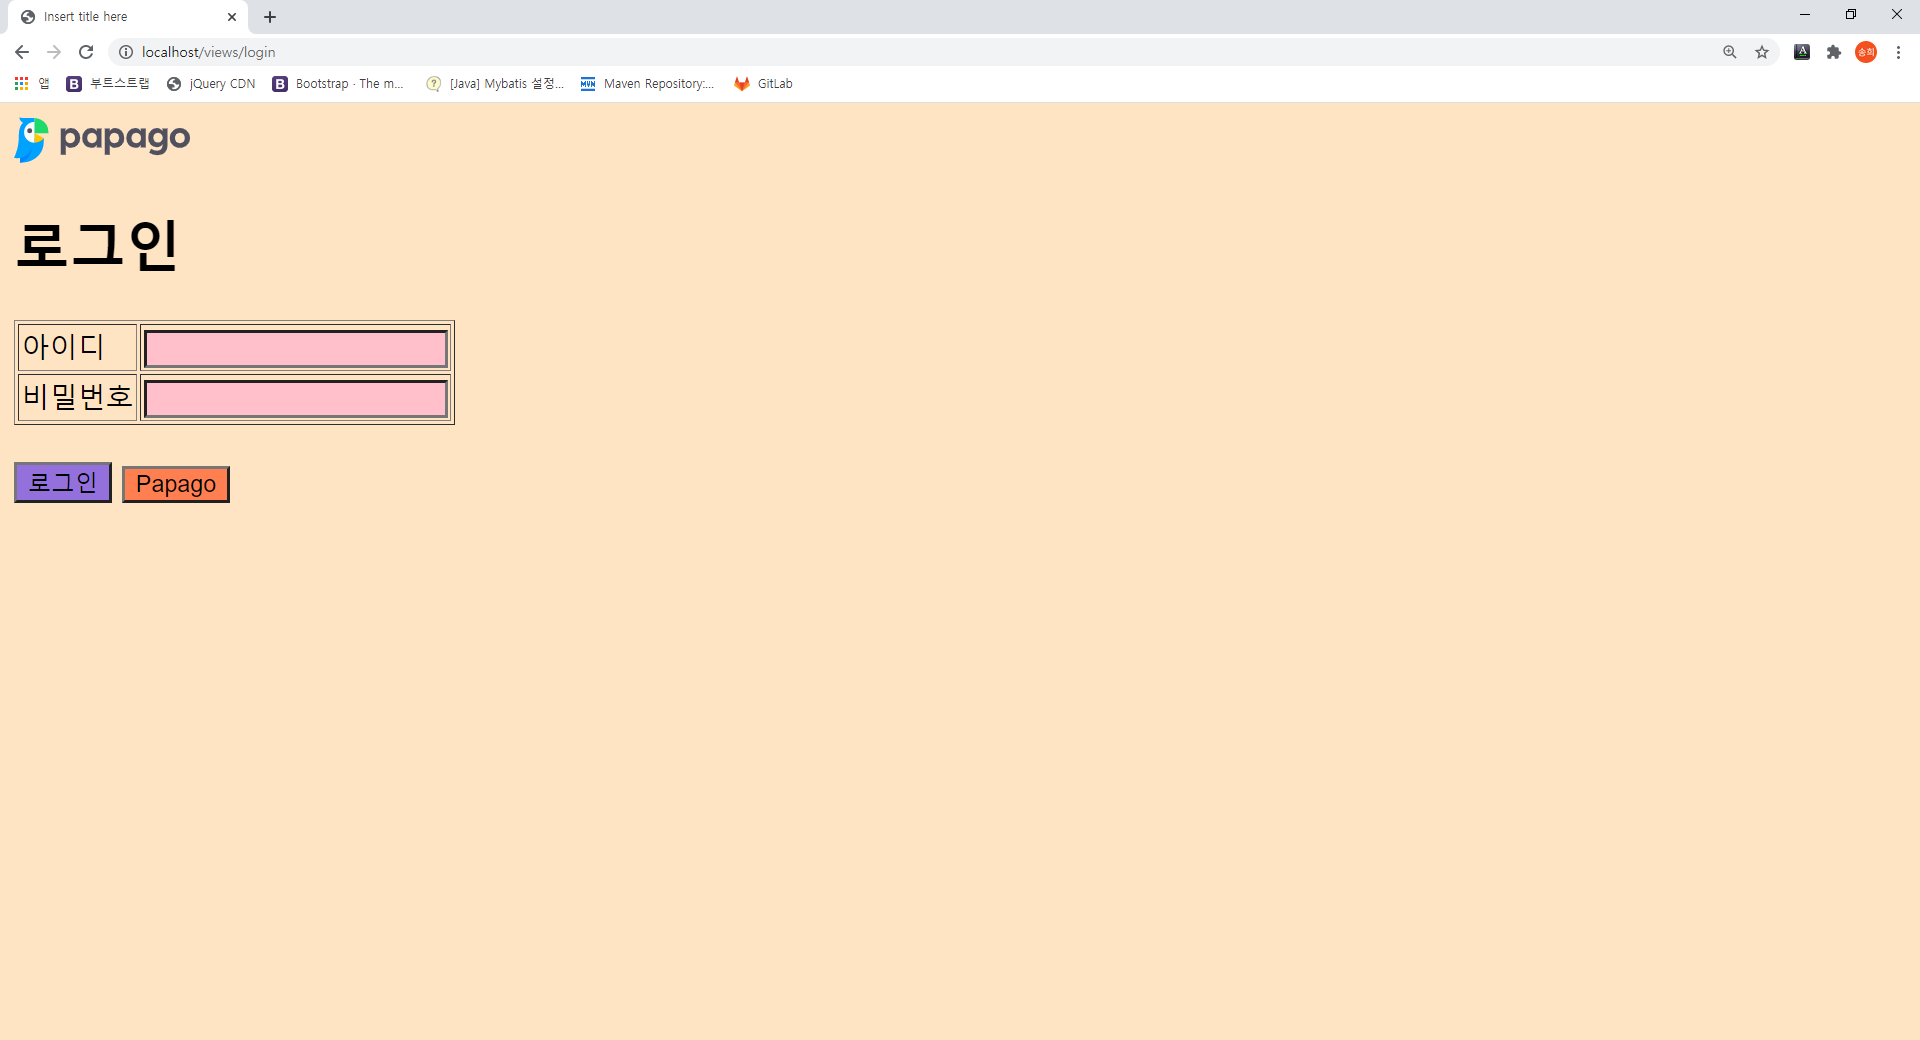 Insert title here
localhost/views/login
송희
앱 부트스트랩 jQuery CDN Bootstrap · The m... [Java] Mybatis 설정... Maven Repository:... GitLab
papago
로그인
아이디
비밀번호
로그인 Papago